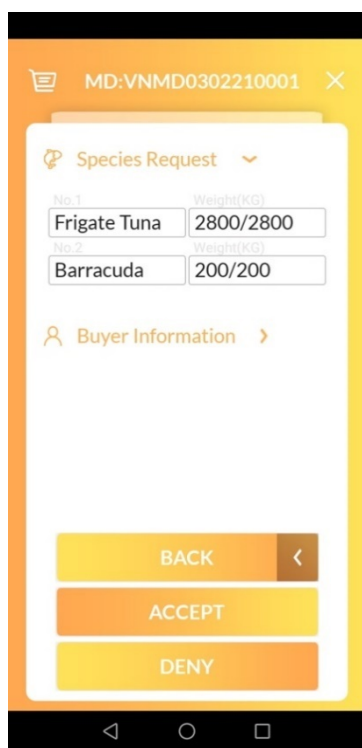 MD:VNMD0302210001
Species Request
No.1 Weight(KG)
Frigate Tuna 2800/2800
No.2 Weight(KG)
Barracuda 200/200
Buyer Information
BACK
ACCEPT
DENY